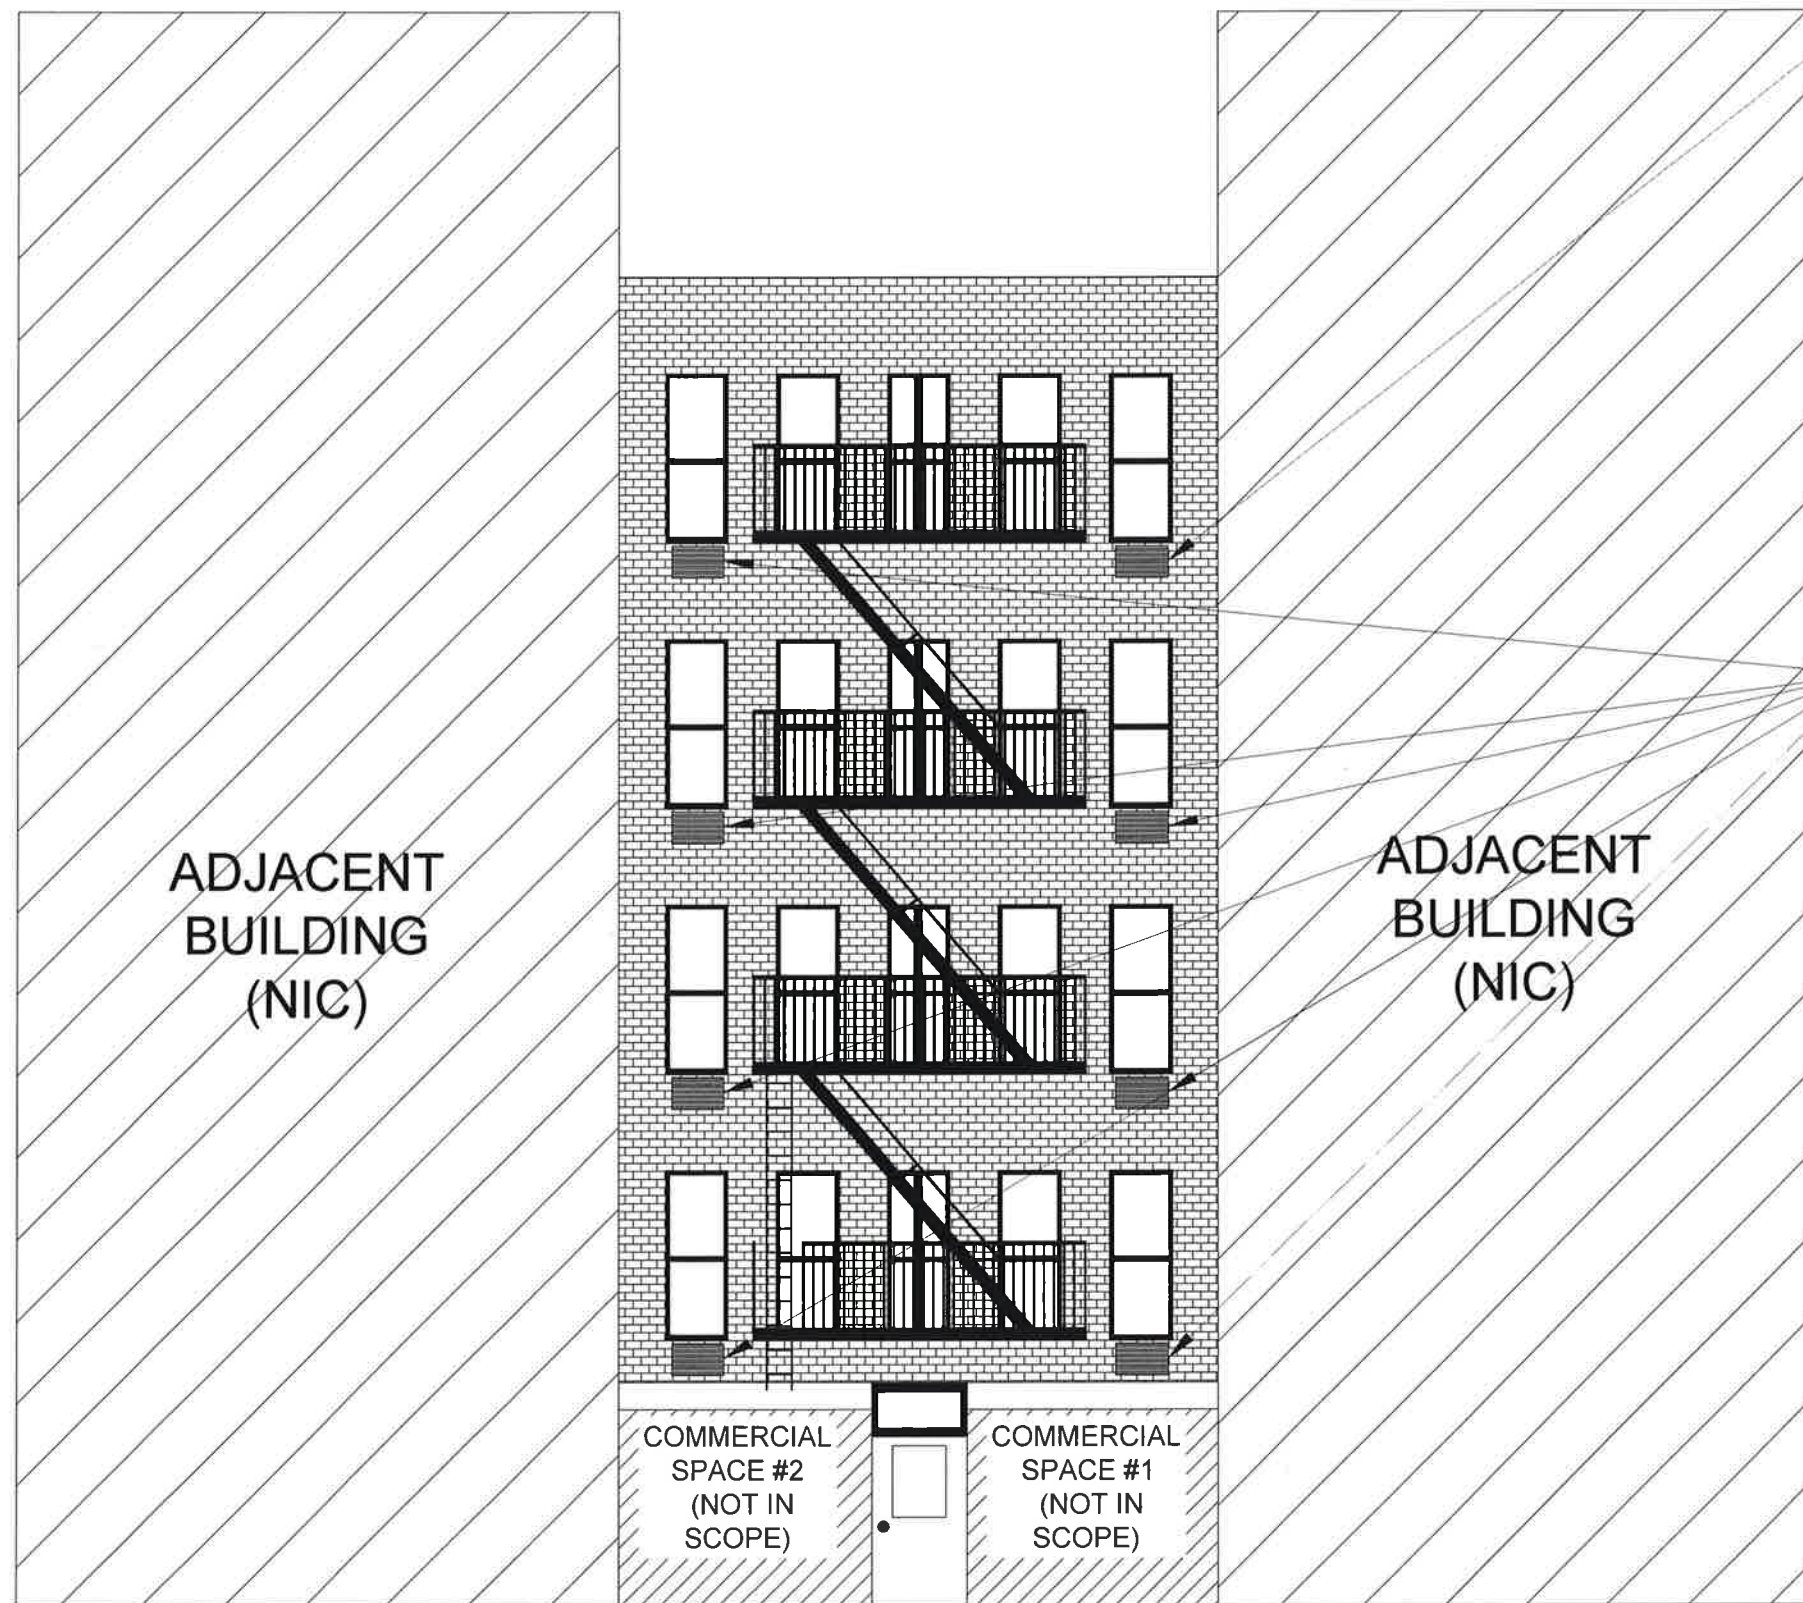 ADJACENT
BUILDING
(NIC)
ADJACENT
BUILDING
(NIC)
COMMERCIAL
SPACE #2
(NOT IN
SCOPE)
COMMERCIAL
SPACE #1
(NOT IN
SCOPE)